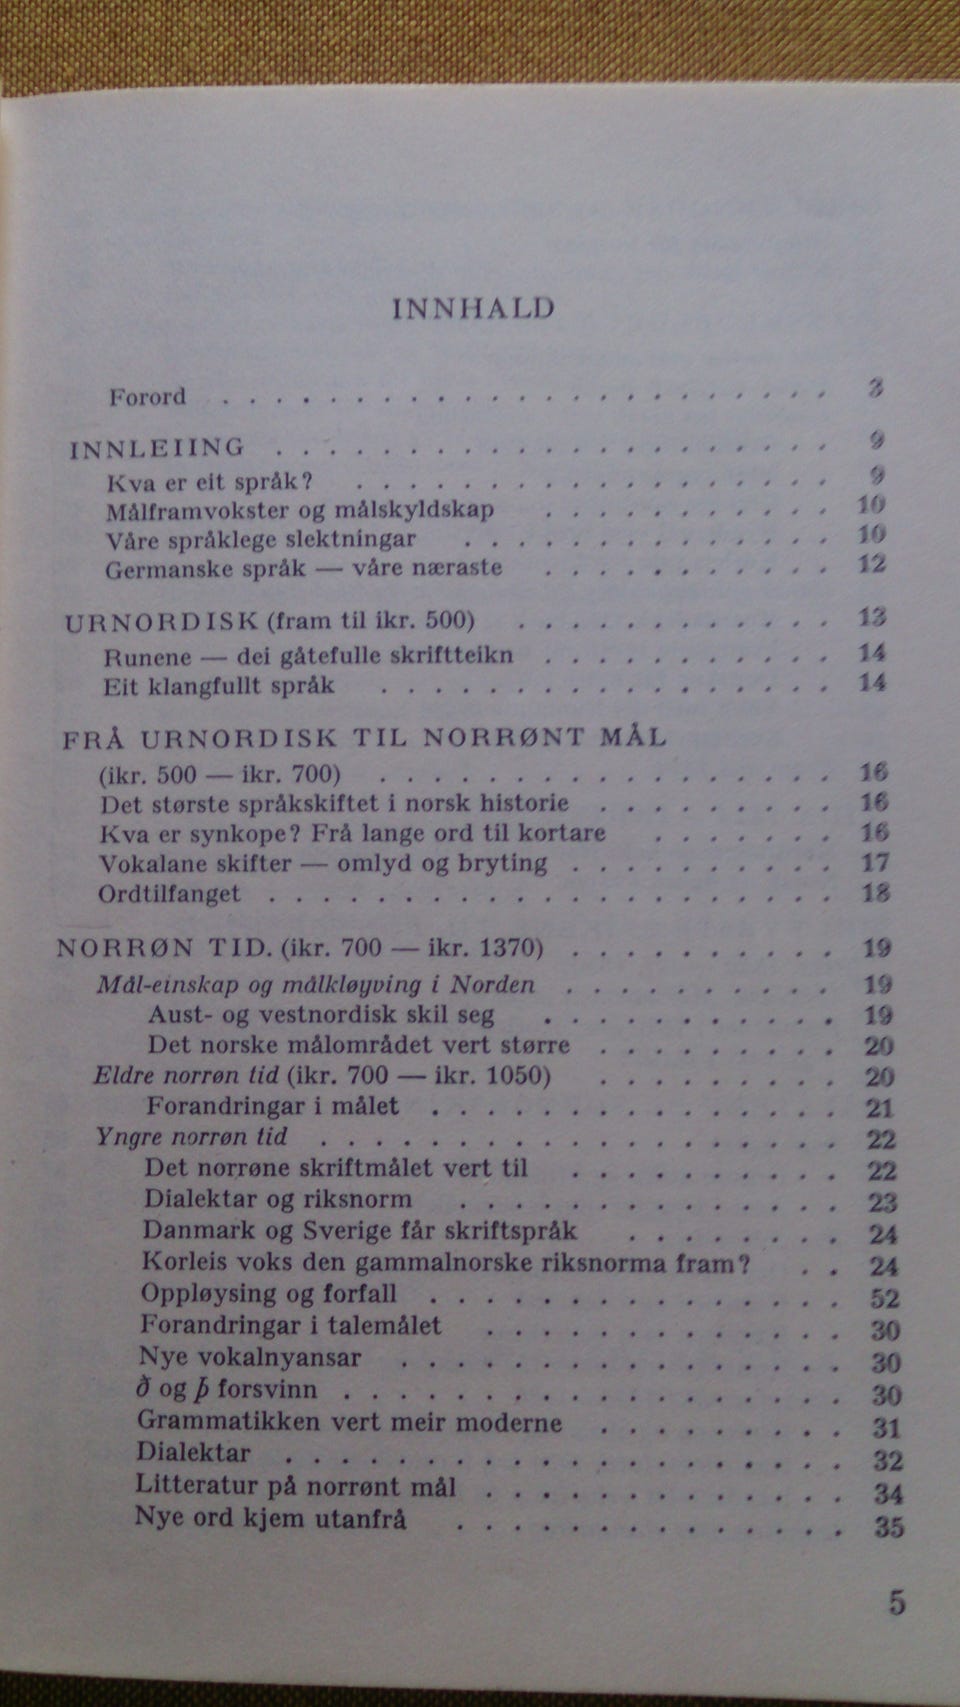 INNHALD
Forord . . . . . . . . . . . . . . . . . . . . . . . 3
INNLEIING . . . . . . . . . . . . . . . . . . . . . 9
Kva er eit språk? . . . . . . . . . . . . . . . . . . 9
Målframvokster og målskyldskap . . . . . . . . . . . 10
Våre språklege slektningar . . . . . . . . . . . . . . 10
Germanske språk — våre næraste . . . . . . . . . . . 12
URNORDISK (fram til ikr. 500) . . . . . . . . . . . . 13
Runene — dei gåtefulle skriftteikn . . . . . . . . . . . 14
Eit klangfullt språk . . . . . . . . . . . . . . . . . 14
FRÅ URNORDISK TIL NORRØNT MÅL
(ikr. 500 — ikr. 700) . . . . . . . . . . . . . . . . . 16
Det største språkskiftet i norsk historie . . . . . . . . . 16
Kva er synkope? Frå lange ord til kortare . . . . . . . 16
Vokalane skifter — omlyd og bryting . . . . . . . . . . 17
Ordtilfanget . . . . . . . . . . . . . . . . . . . . . 18
NORRØN TID. (ikr. 700 — ikr. 1370) . . . . . . . . . . 19
Mål-einskap og målkløyving i Norden . . . . . . . . . . 19
Aust- og vestnordisk skil seg . . . . . . . . . . . 19
Det norske målområdet vert større . . . . . . . . . 20
Eldre norrøn tid (ikr. 700 — ikr. 1050) . . . . . . . . . 20
Forandringar i målet . . . . . . . . . . . . . . . 21
Yngre norrøn tid . . . . . . . . . . . . . . . . . . . 22
Det norrøne skriftmålet vert til . . . . . . . . . . 22
Dialektar og riksnorm . . . . . . . . . . . . . . 23
Danmark og Sverige får skriftspråk . . . . . . . . 24
Korleis voks den gammalnorske riksnorma fram? . . 24
Oppløysing og forfall . . . . . . . . . . . . . . . 52
Forandringar i talemålet . . . . . . . . . . . . . 30
Nye vokalnyansar . . . . . . . . . . . . . . . . 30
ð og þ forsvinn . . . . . . . . . . . . . . . . . . 30
Grammatikken vert meir moderne . . . . . . . . . 31
Dialektar . . . . . . . . . . . . . . . . . . . . 32
Litteratur på norrønt mål . . . . . . . . . . . . . 34
Nye ord kjem utanfrå . . . . . . . . . . . . . . 35
5